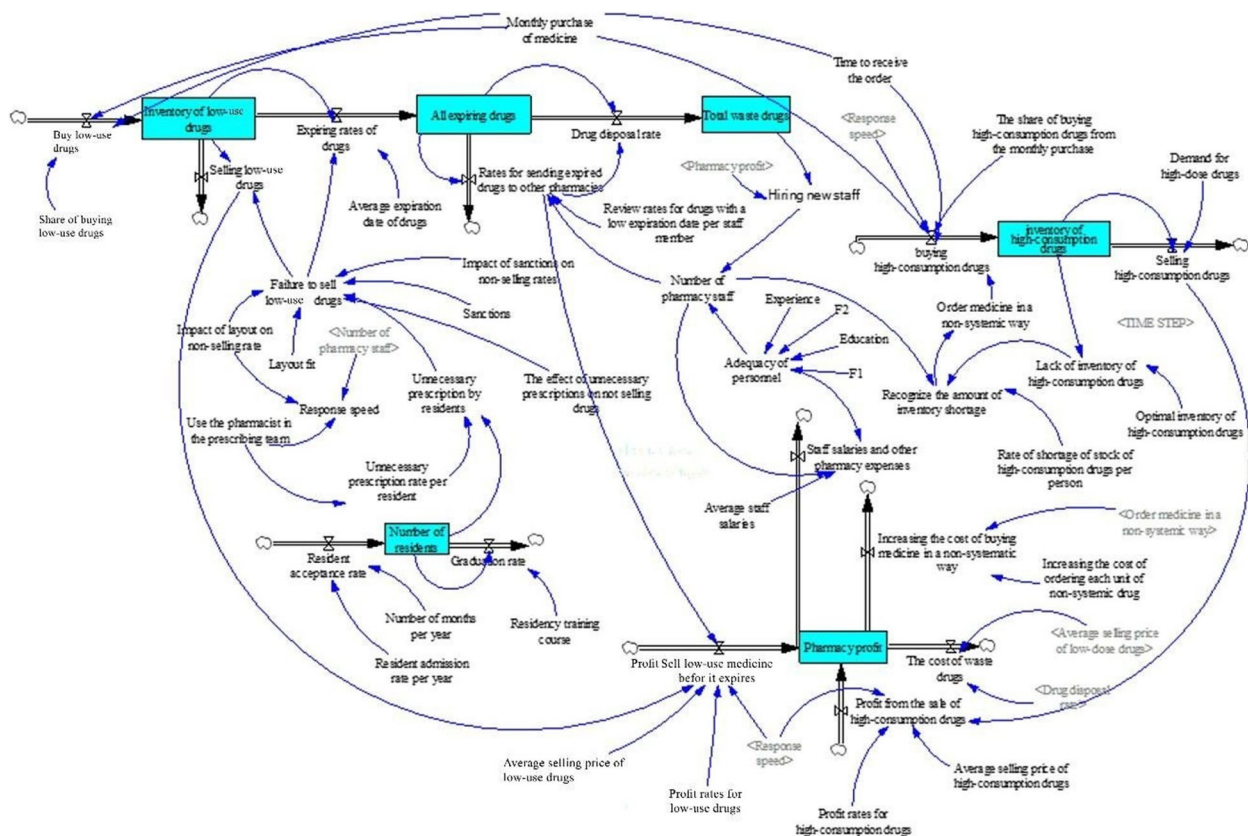 Monthly purchase
of medicine
Time to receive
the order
Inventory of low-use
drugs
Buy low-use
drugs
Expiring rates of
drugs
All expiring drugs
Drug disposal rate
Total waste drugs
<Response
speed>
The share of buying
high-consumption drugs from
the monthly purchase
Demand for
high-dose drugs
Selling low-use
drugs
Rates for sending expired
drugs to other pharmacies
<Pharmacy profit>
Hiring new staff
Share of buying
low-use drugs
Average expiration
date of drugs
Review rates for drugs with a
low expiration date per staff
member
buying
high-consumption drugs
inventory of
high-consumption
drugs
Selling
high-consumption drugs
Impact of sanctions on
non-selling rates
Failure to sell
low-use drugs
Sanctions
Number of
pharmacy staff
Experience
F2
Education
F1
Adequacy of
personnel
Order medicine in a
non-systemic way
<TIME STEP>
Impact of layout on
non-selling rate
<Number of
pharmacy staff>
Layout fit
Unnecessary
prescription by
residents
The effect of unnecessary
prescriptions on not selling
drugs
Recognize the amount of
inventory shortage
Lack of inventory of
high-consumption drugs
Response speed
Use the pharmacist in
the prescribing team
Optimal inventory of
high-consumption drugs
Staff salaries and other
pharmacy expenses
Rate of shortage of stock of
high-consumption drugs per
person
Unnecessary
prescription rate per
resident
Average staff
salaries
<Order medicine in a
non-systemic way>
Number of
residents
Resident
acceptance rate
Graduation rate
Increasing the cost of buying
medicine in a non-systematic
way
Increasing the cost of
ordering each unit of
non-systemic drug
Number of months
per year
Residency training
course
Resident admission
rate per year
Profit Sell low-use medicine
befor it expires
Pharmacy profit
The cost of waste
drugs
<Average selling price
of low-dose drugs>
<Drug disposal
rate>
Profit from the sale of
high-consumption drugs
Average selling price of
low-use drugs
<Response
speed>
Profit rates for
low-use drugs
Average selling price of
high-consumption drugs
Profit rates for
high-consumption drugs